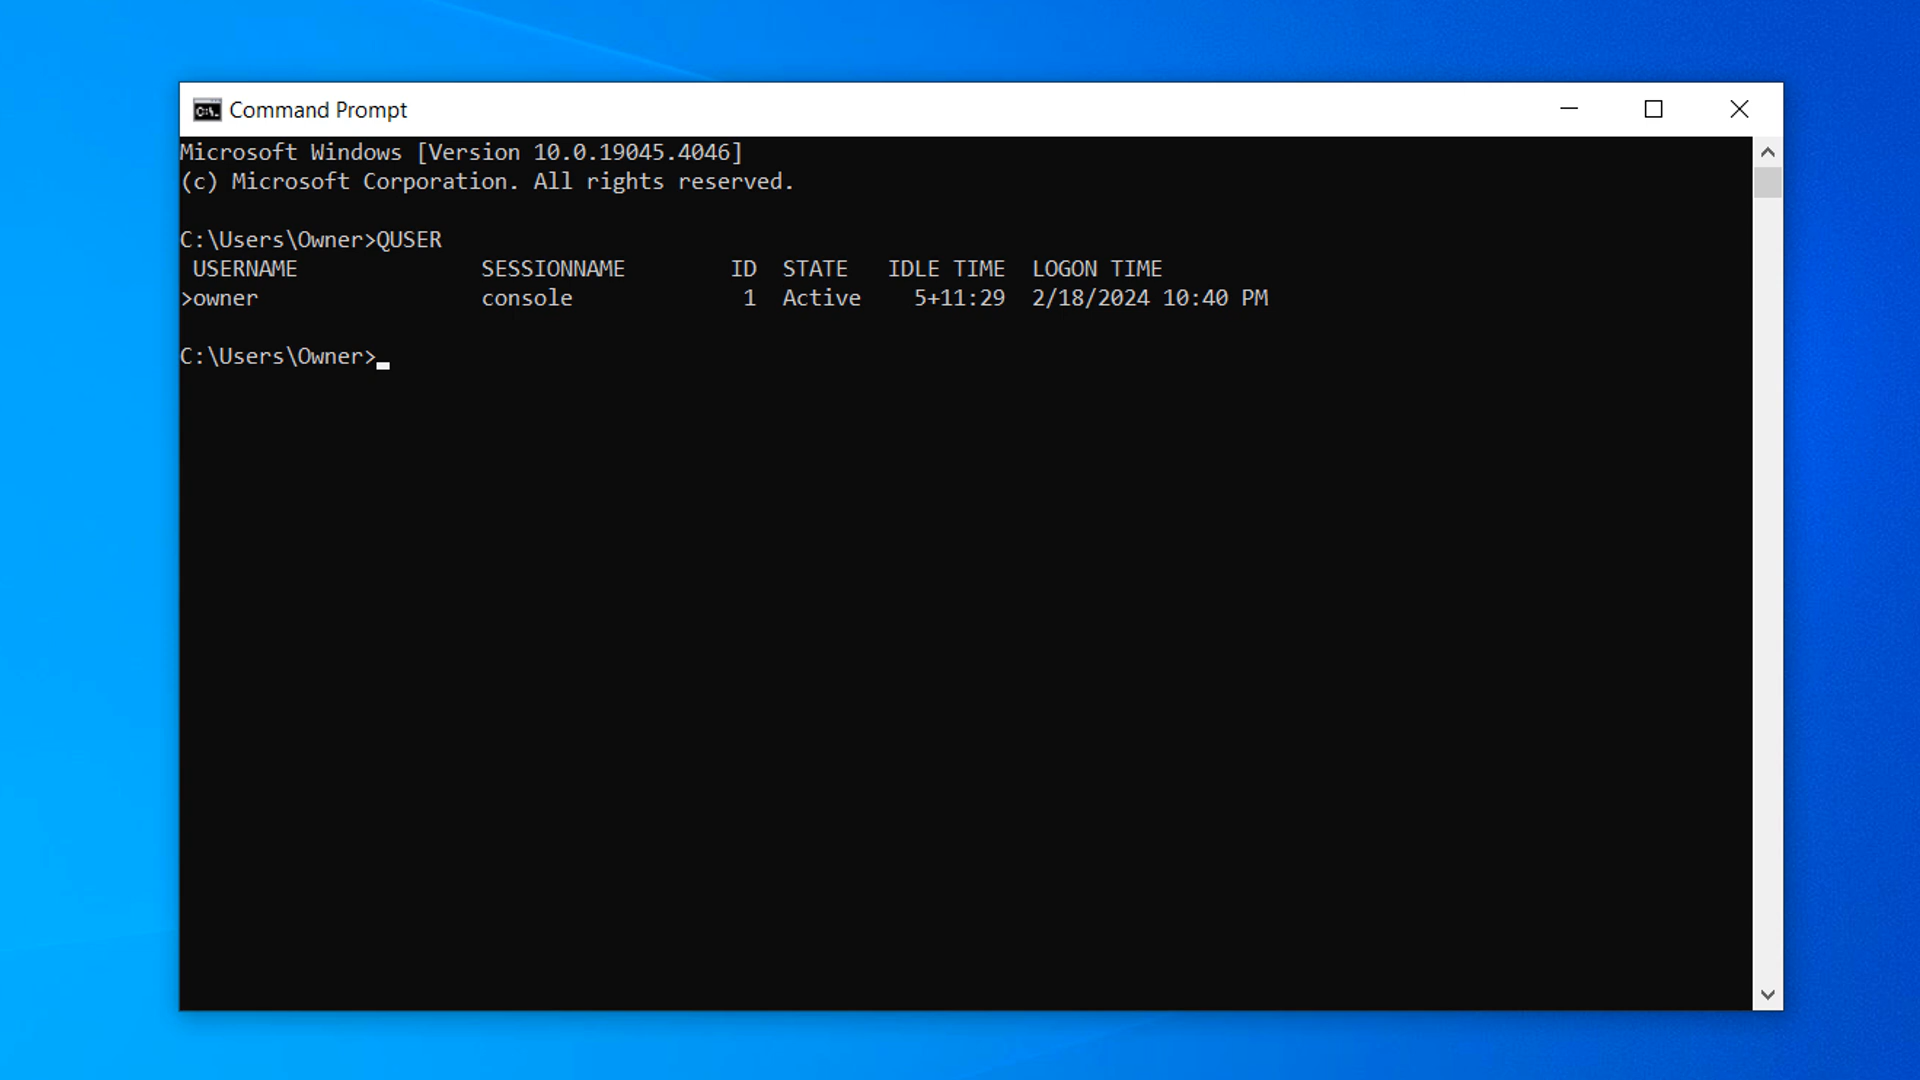 Command Prompt
Microsoft Windows [Version 10.0.19045.4046]
(c) Microsoft Corporation. All rights reserved.
C:\Users\Owner>QUSER
 USERNAME              SESSIONNAME        ID  STATE   IDLE TIME  LOGON TIME
>owner                 console             1  Active    5+11:29  2/18/2024 10:40 PM
C:\Users\Owner>